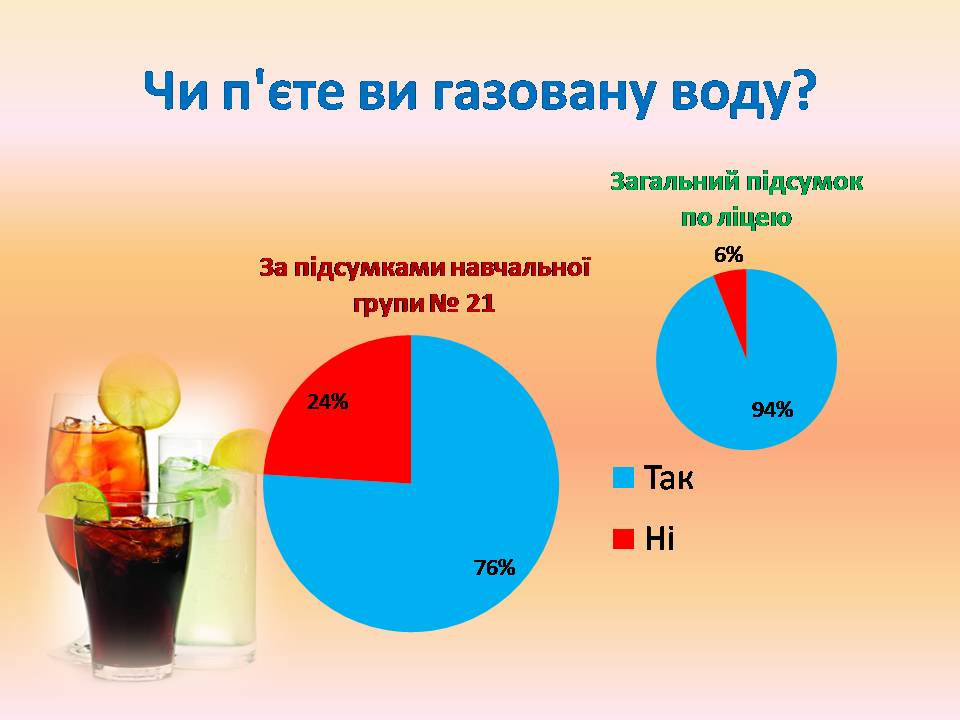 Чи п'єте ви газовану воду?
За підсумками навчальної
групи № 21
24%
76%
Загальний підсумок
по ліцею
6%
94%
Так
Ні